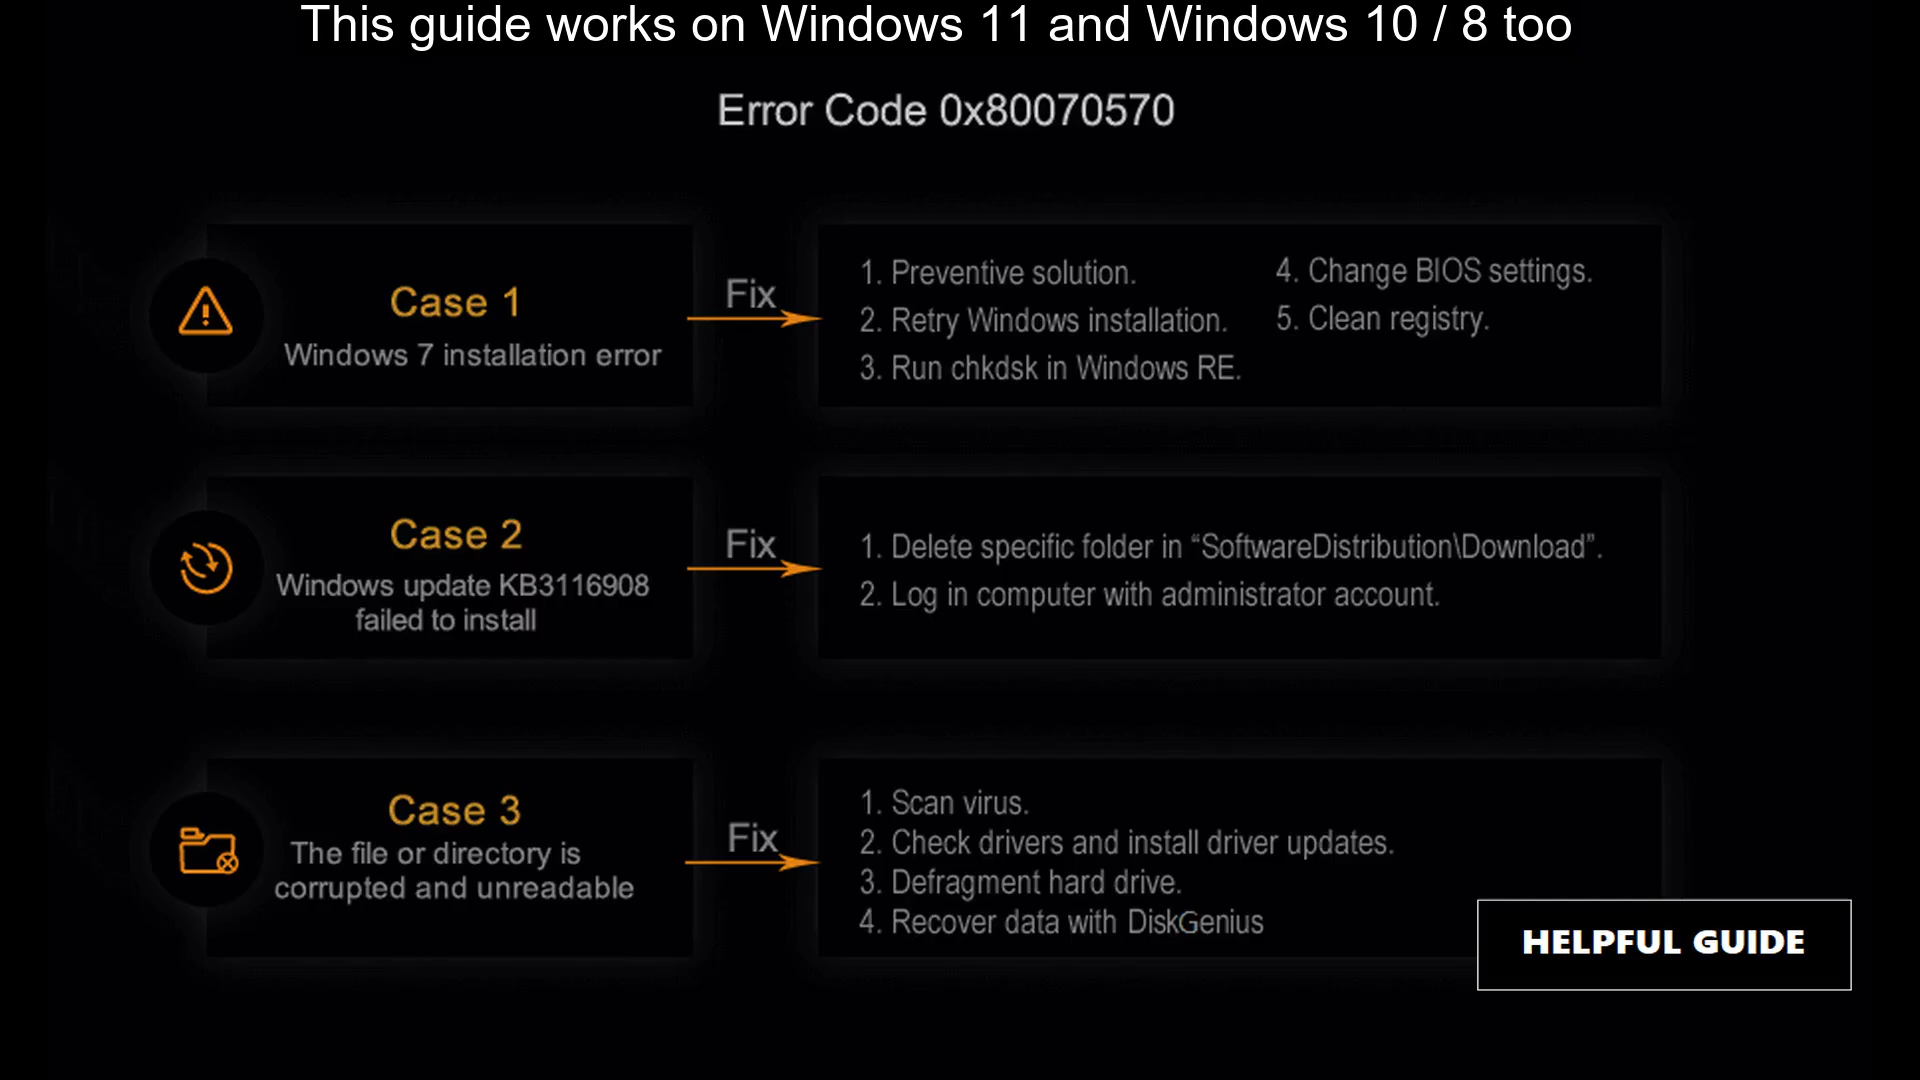 This guide works on Windows 11 and Windows 10 / 8 too
Error Code 0x80070570
Case 1
Windows 7 installation error
Fix
1. Preventive solution.
2. Retry Windows installation.
3. Run chkdsk in Windows RE.
4. Change BIOS settings.
5. Clean registry.
Case 2
Windows update KB3116908
failed to install
Fix
1. Delete specific folder in “SoftwareDistribution\Download”.
2. Log in computer with administrator account.
Case 3
The file or directory is
corrupted and unreadable
Fix
1. Scan virus.
2. Check drivers and install driver updates.
3. Defragment hard drive.
4. Recover data with DiskGenius
HELPFUL GUIDE